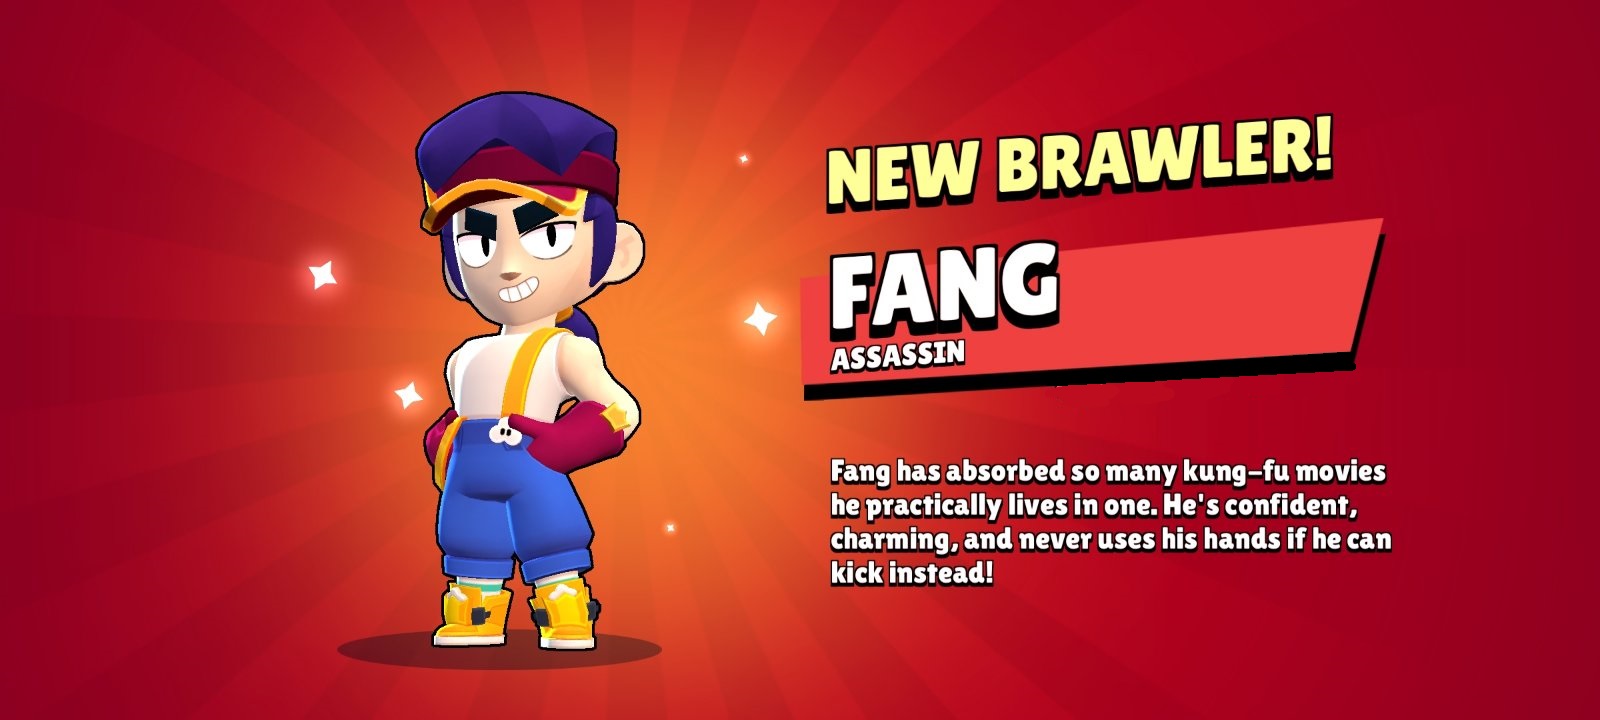 NEW BRAWLER!
FANG
ASSASSIN
Fang has absorbed so many kung-fu movies
he practically lives in one. He's confident,
charming, and never uses his hands if he can
kick instead!